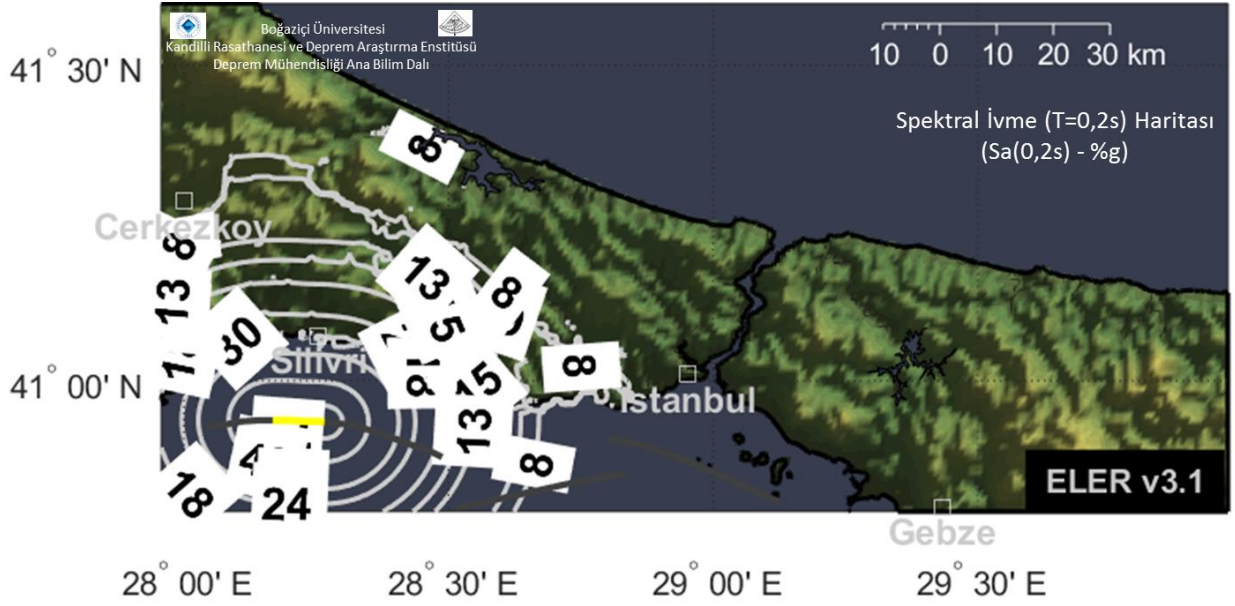 Boğaziçi Üniversitesi
Kandilli Rasathanesi ve Deprem Araştırma Enstitüsü
Deprem Mühendisliği Ana Bilim Dalı
10 0 10 20 30 km
Spektral İvme (T=0,2s) Haritası
(Sa(0,2s) - %g)
41° 30' N
8
Cerkezkoy
8
13
13
8
30
5
Silivri
8
15
41° 00' N
Istanbul
13
8
18
24
ELER v3.1
Gebze
28° 00' E
28° 30' E
29° 00' E
29° 30' E